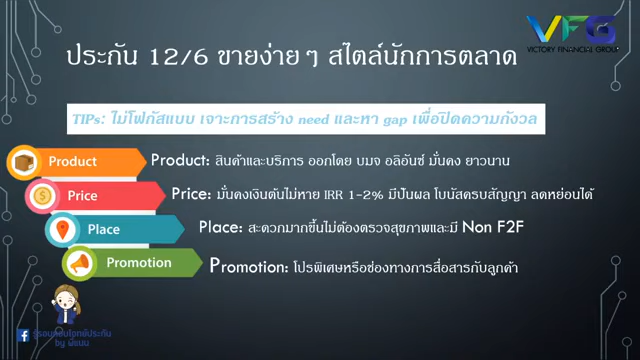 VFG
VICTORY FINANCIAL GROUP
ประกัน 12/6 ขายง่ายๆ สไตล์นักการตลาด
TIPs: ไม่โฟกัสแบบ เจาะการสร้าง need และหา gap เพื่อปิดความกังวล
Product
Product: สินค้าและบริการ ออกโดย บมจ อลิอันซ์ มั่นคง ยาวนาน
Price
Price: มั่นคงเงินต้นไม่หาย IRR 1-2% มีปันผล โบนัสครบสัญญา ลดหย่อนได้
Place
Place: สะดวกมากขึ้นไม่ต้องตรวจสุขภาพและมี Non F2F
Promotion
Promotion: โปรพิเศษหรือช่องทางการสื่อสารกับลูกค้า